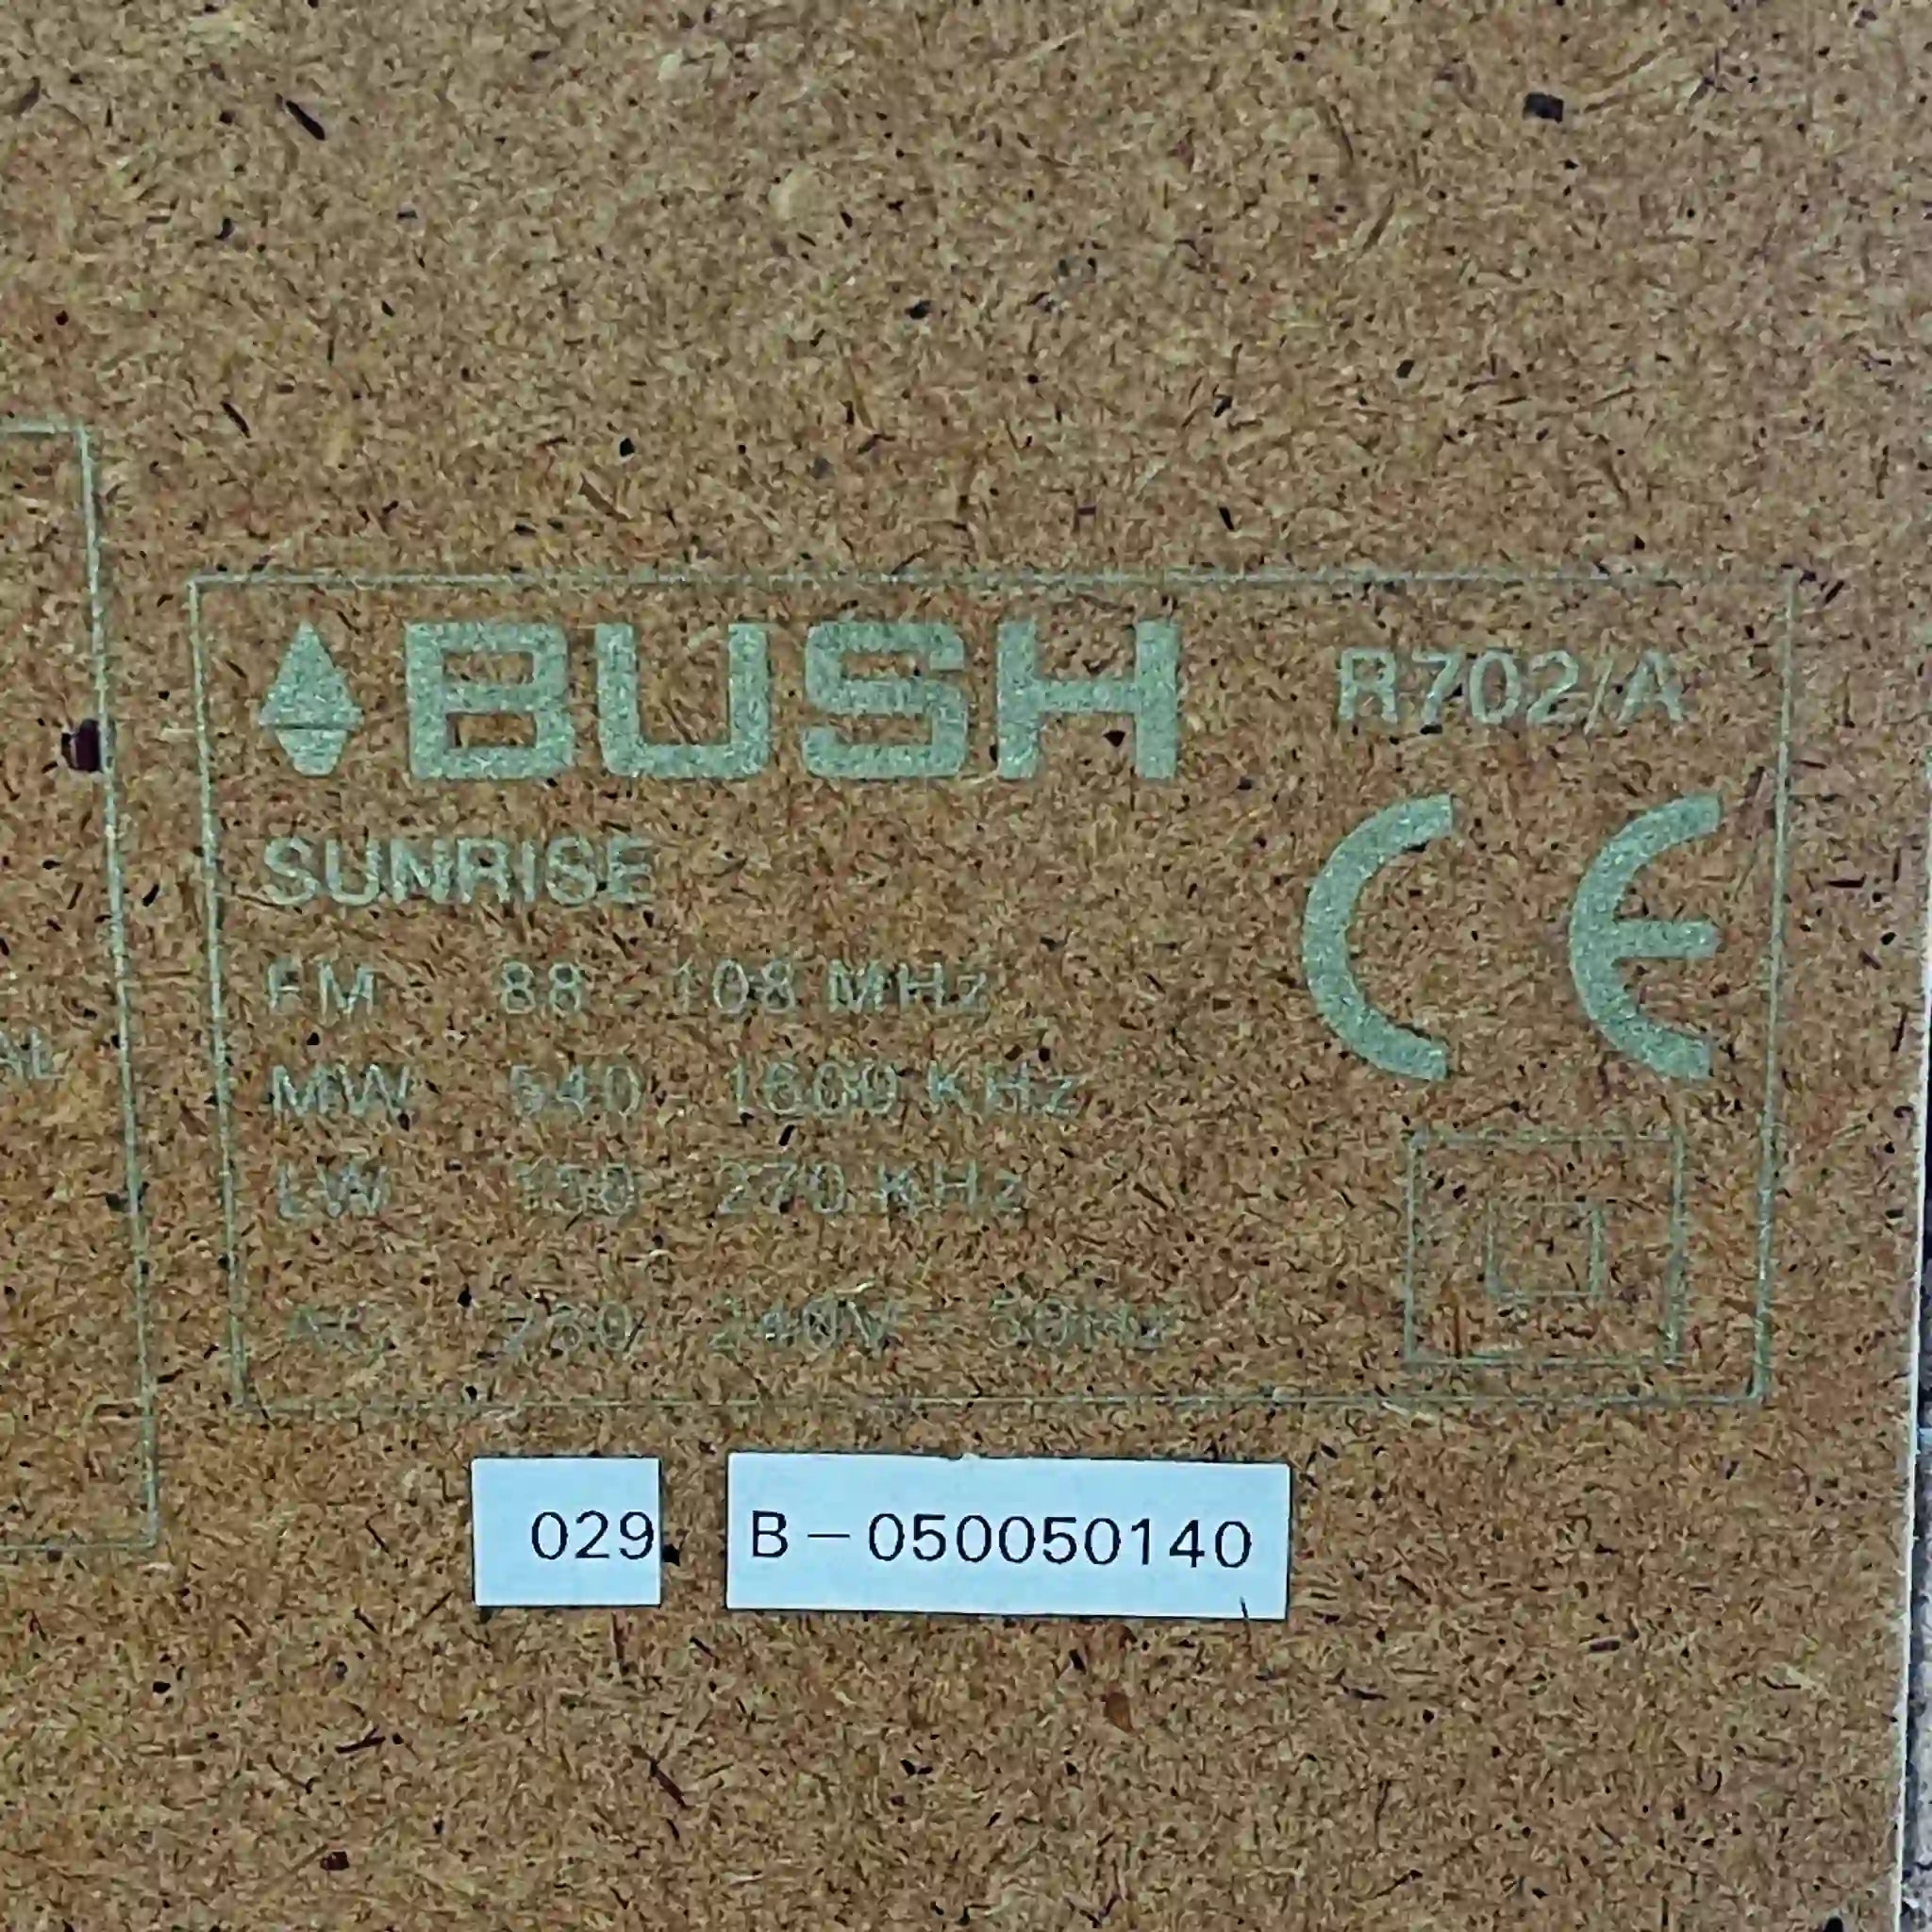 BUSH R702/A
SUNRISE
CE
FM 88 - 108 MHz
MW 540 - 1600 KHz
LW 150 - 270 KHz
AC 230/ 240V 50Hz
AL
029 B-050050140